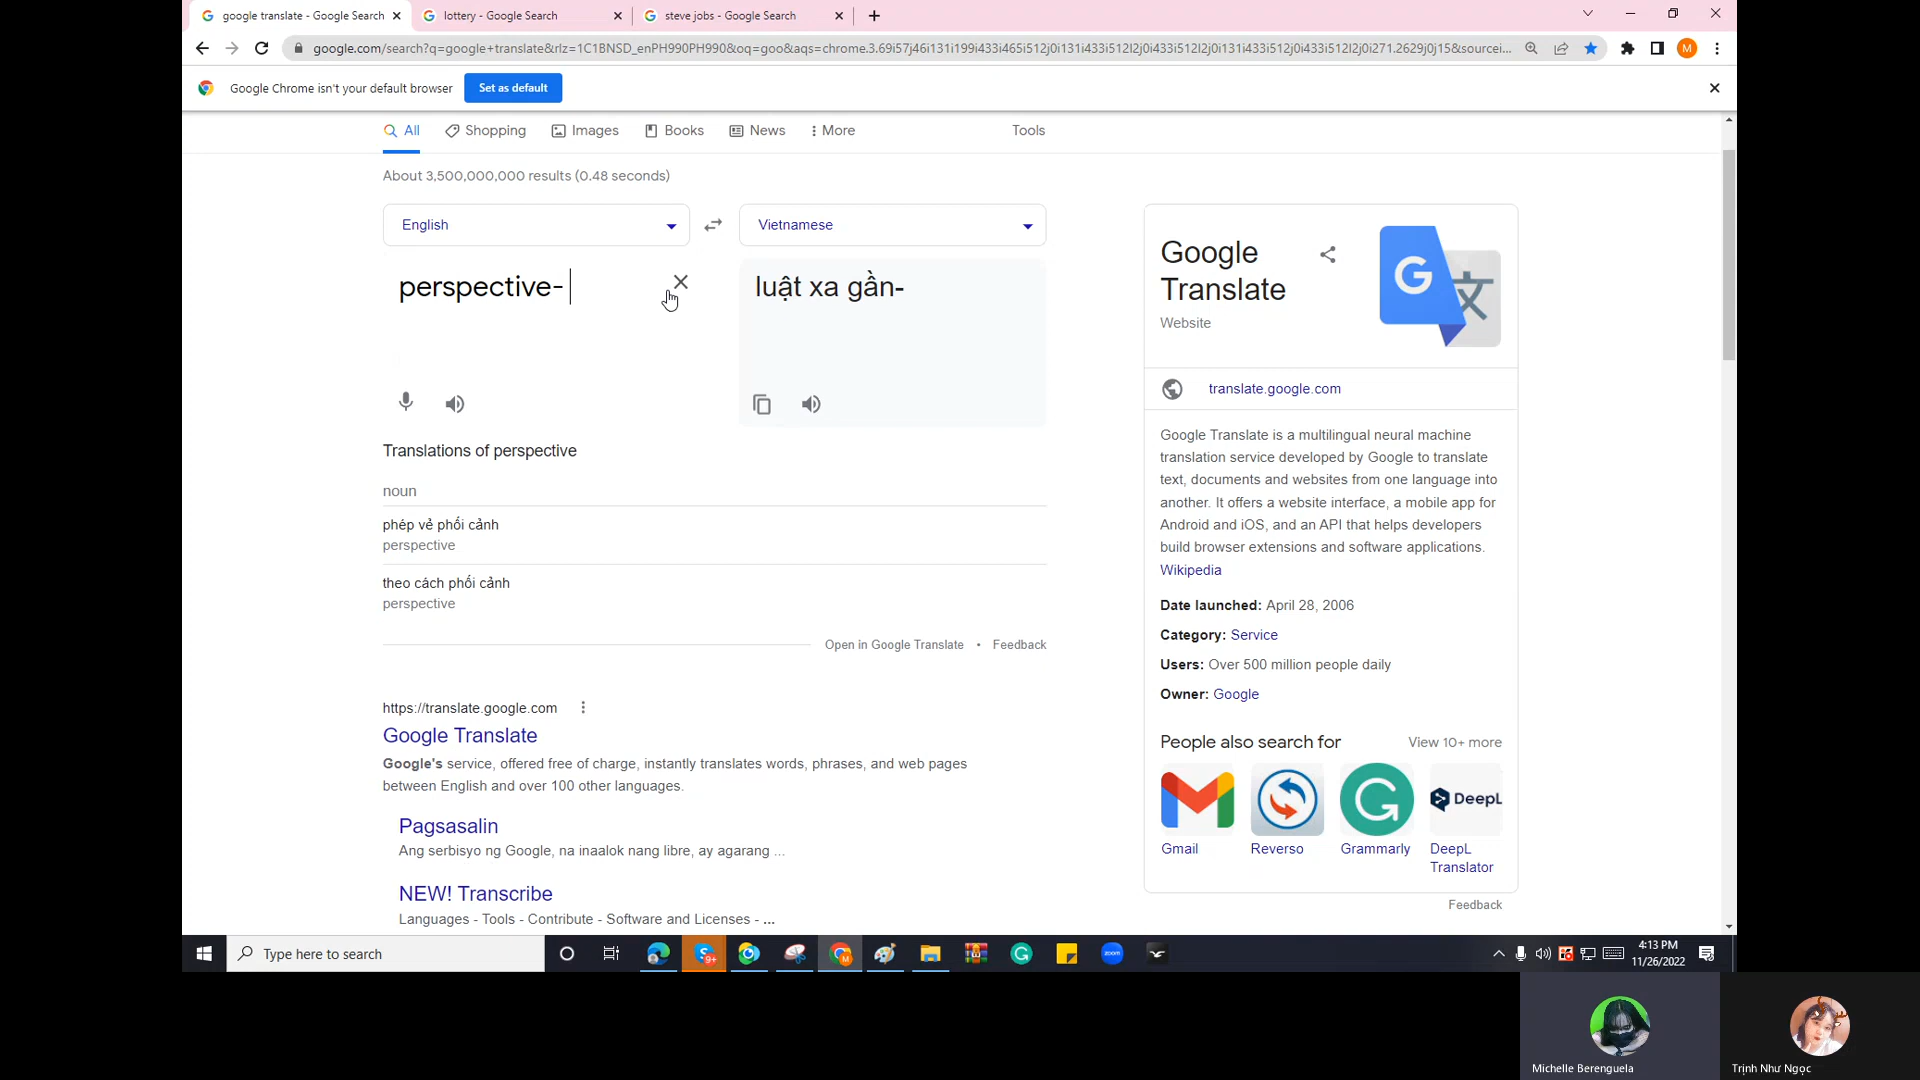 google translate - Google Search
lottery - Google Search
steve jobs - Google Search
google.com/search?q=google+translate&rlz=1C1BNSD_enPH990PH990&oq=goo&aqs=chrome.3.69i57j46i131i199i433i465i512j0i131i433i512l2j0i433i512l2j0i131i433i512j0i433i512l2j0i271.2629j0j15&sourcei...
M
Google Chrome isn't your default browser
Set as default
All
Shopping
Images
Books
News
More
Tools
About 3,500,000,000 results (0.48 seconds)
English
Vietnamese
perspective-
luật xa gần-
Translations of perspective
noun
phép vẻ phối cảnh
perspective
theo cách phối cảnh
perspective
Open in Google Translate • Feedback
https://translate.google.com
Google Translate
Google's service, offered free of charge, instantly translates words, phrases, and web pages
between English and over 100 other languages.
Pagsasalin
Ang serbisyo ng Google, na inaalok nang libre, ay agarang ...
NEW! Transcribe
Languages - Tools - Contribute - Software and Licenses - ...
Google
Translate
Website
G
文
translate.google.com
Google Translate is a multilingual neural machine
translation service developed by Google to translate
text, documents and websites from one language into
another. It offers a website interface, a mobile app for
Android and iOS, and an API that helps developers
build browser extensions and software applications.
Wikipedia
Date launched: April 28, 2006
Category: Service
Users: Over 500 million people daily
Owner: Google
People also search for
View 10+ more
DeepL
Gmail
Reverso
Grammarly
DeepL
Translator
Feedback
Type here to search
9+
zoom
4:13 PM
11/26/2022
Michelle Berenguela
Trịnh Như Ngọc